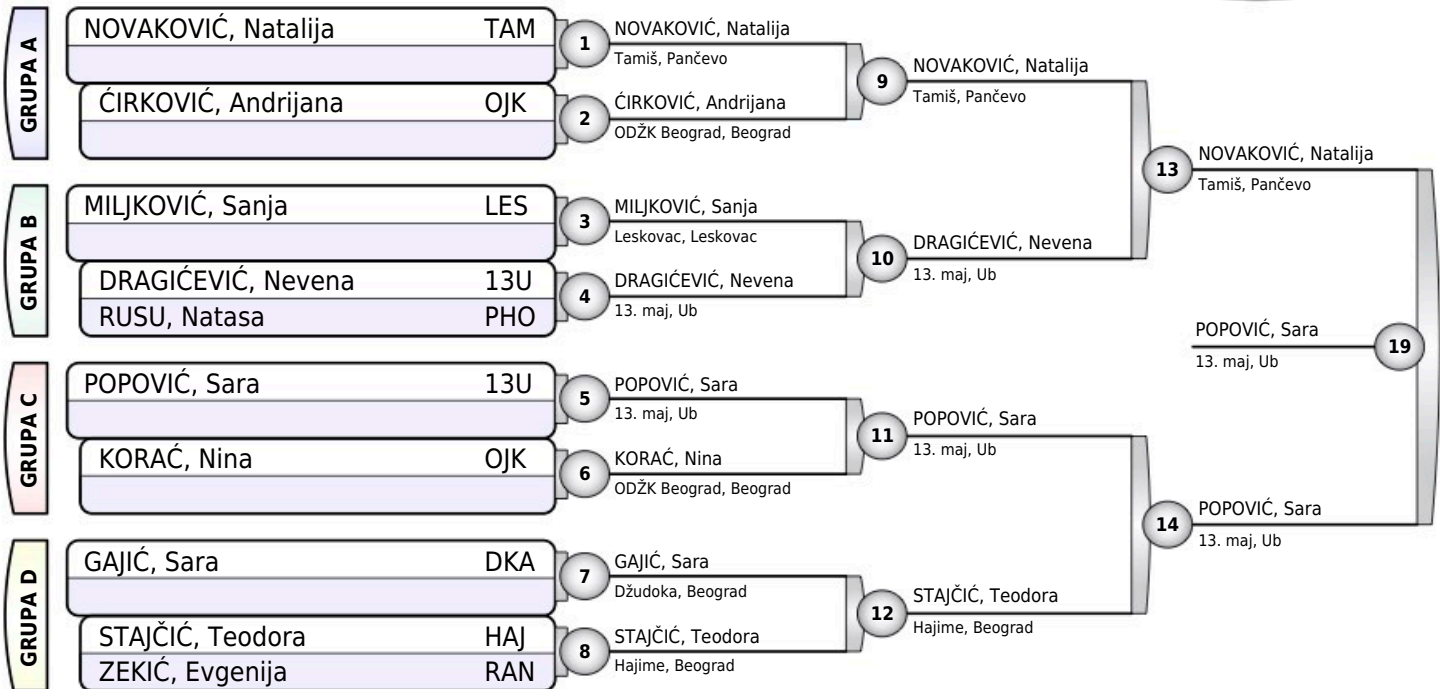 GRUPA A
NOVAKOVIĆ, Natalija TAM
ĆIRKOVIĆ, Andrijana OJK
GRUPA B
MILJKOVIĆ, Sanja LES
DRAGIĆEVIĆ, Nevena 13U
RUSU, Natasa PHO
GRUPA C
POPOVIĆ, Sara 13U
KORAĆ, Nina OJK
GRUPA D
GAJIĆ, Sara DKA
STAJČIĆ, Teodora HAJ
ZEKIĆ, Evgenija RAN
1
NOVAKOVIĆ, Natalija
Tamiš, Pančevo
2
ĆIRKOVIĆ, Andrijana
ODŽK Beograd, Beograd
3
MILJKOVIĆ, Sanja
Leskovac, Leskovac
4
DRAGIĆEVIĆ, Nevena
13. maj, Ub
5
POPOVIĆ, Sara
13. maj, Ub
6
KORAĆ, Nina
ODŽK Beograd, Beograd
7
GAJIĆ, Sara
Džudoka, Beograd
8
STAJČIĆ, Teodora
Hajime, Beograd
9
NOVAKOVIĆ, Natalija
Tamiš, Pančevo
10
DRAGIĆEVIĆ, Nevena
13. maj, Ub
11
POPOVIĆ, Sara
13. maj, Ub
12
STAJČIĆ, Teodora
Hajime, Beograd
13
NOVAKOVIĆ, Natalija
Tamiš, Pančevo
14
POPOVIĆ, Sara
13. maj, Ub
POPOVIĆ, Sara
13. maj, Ub
19